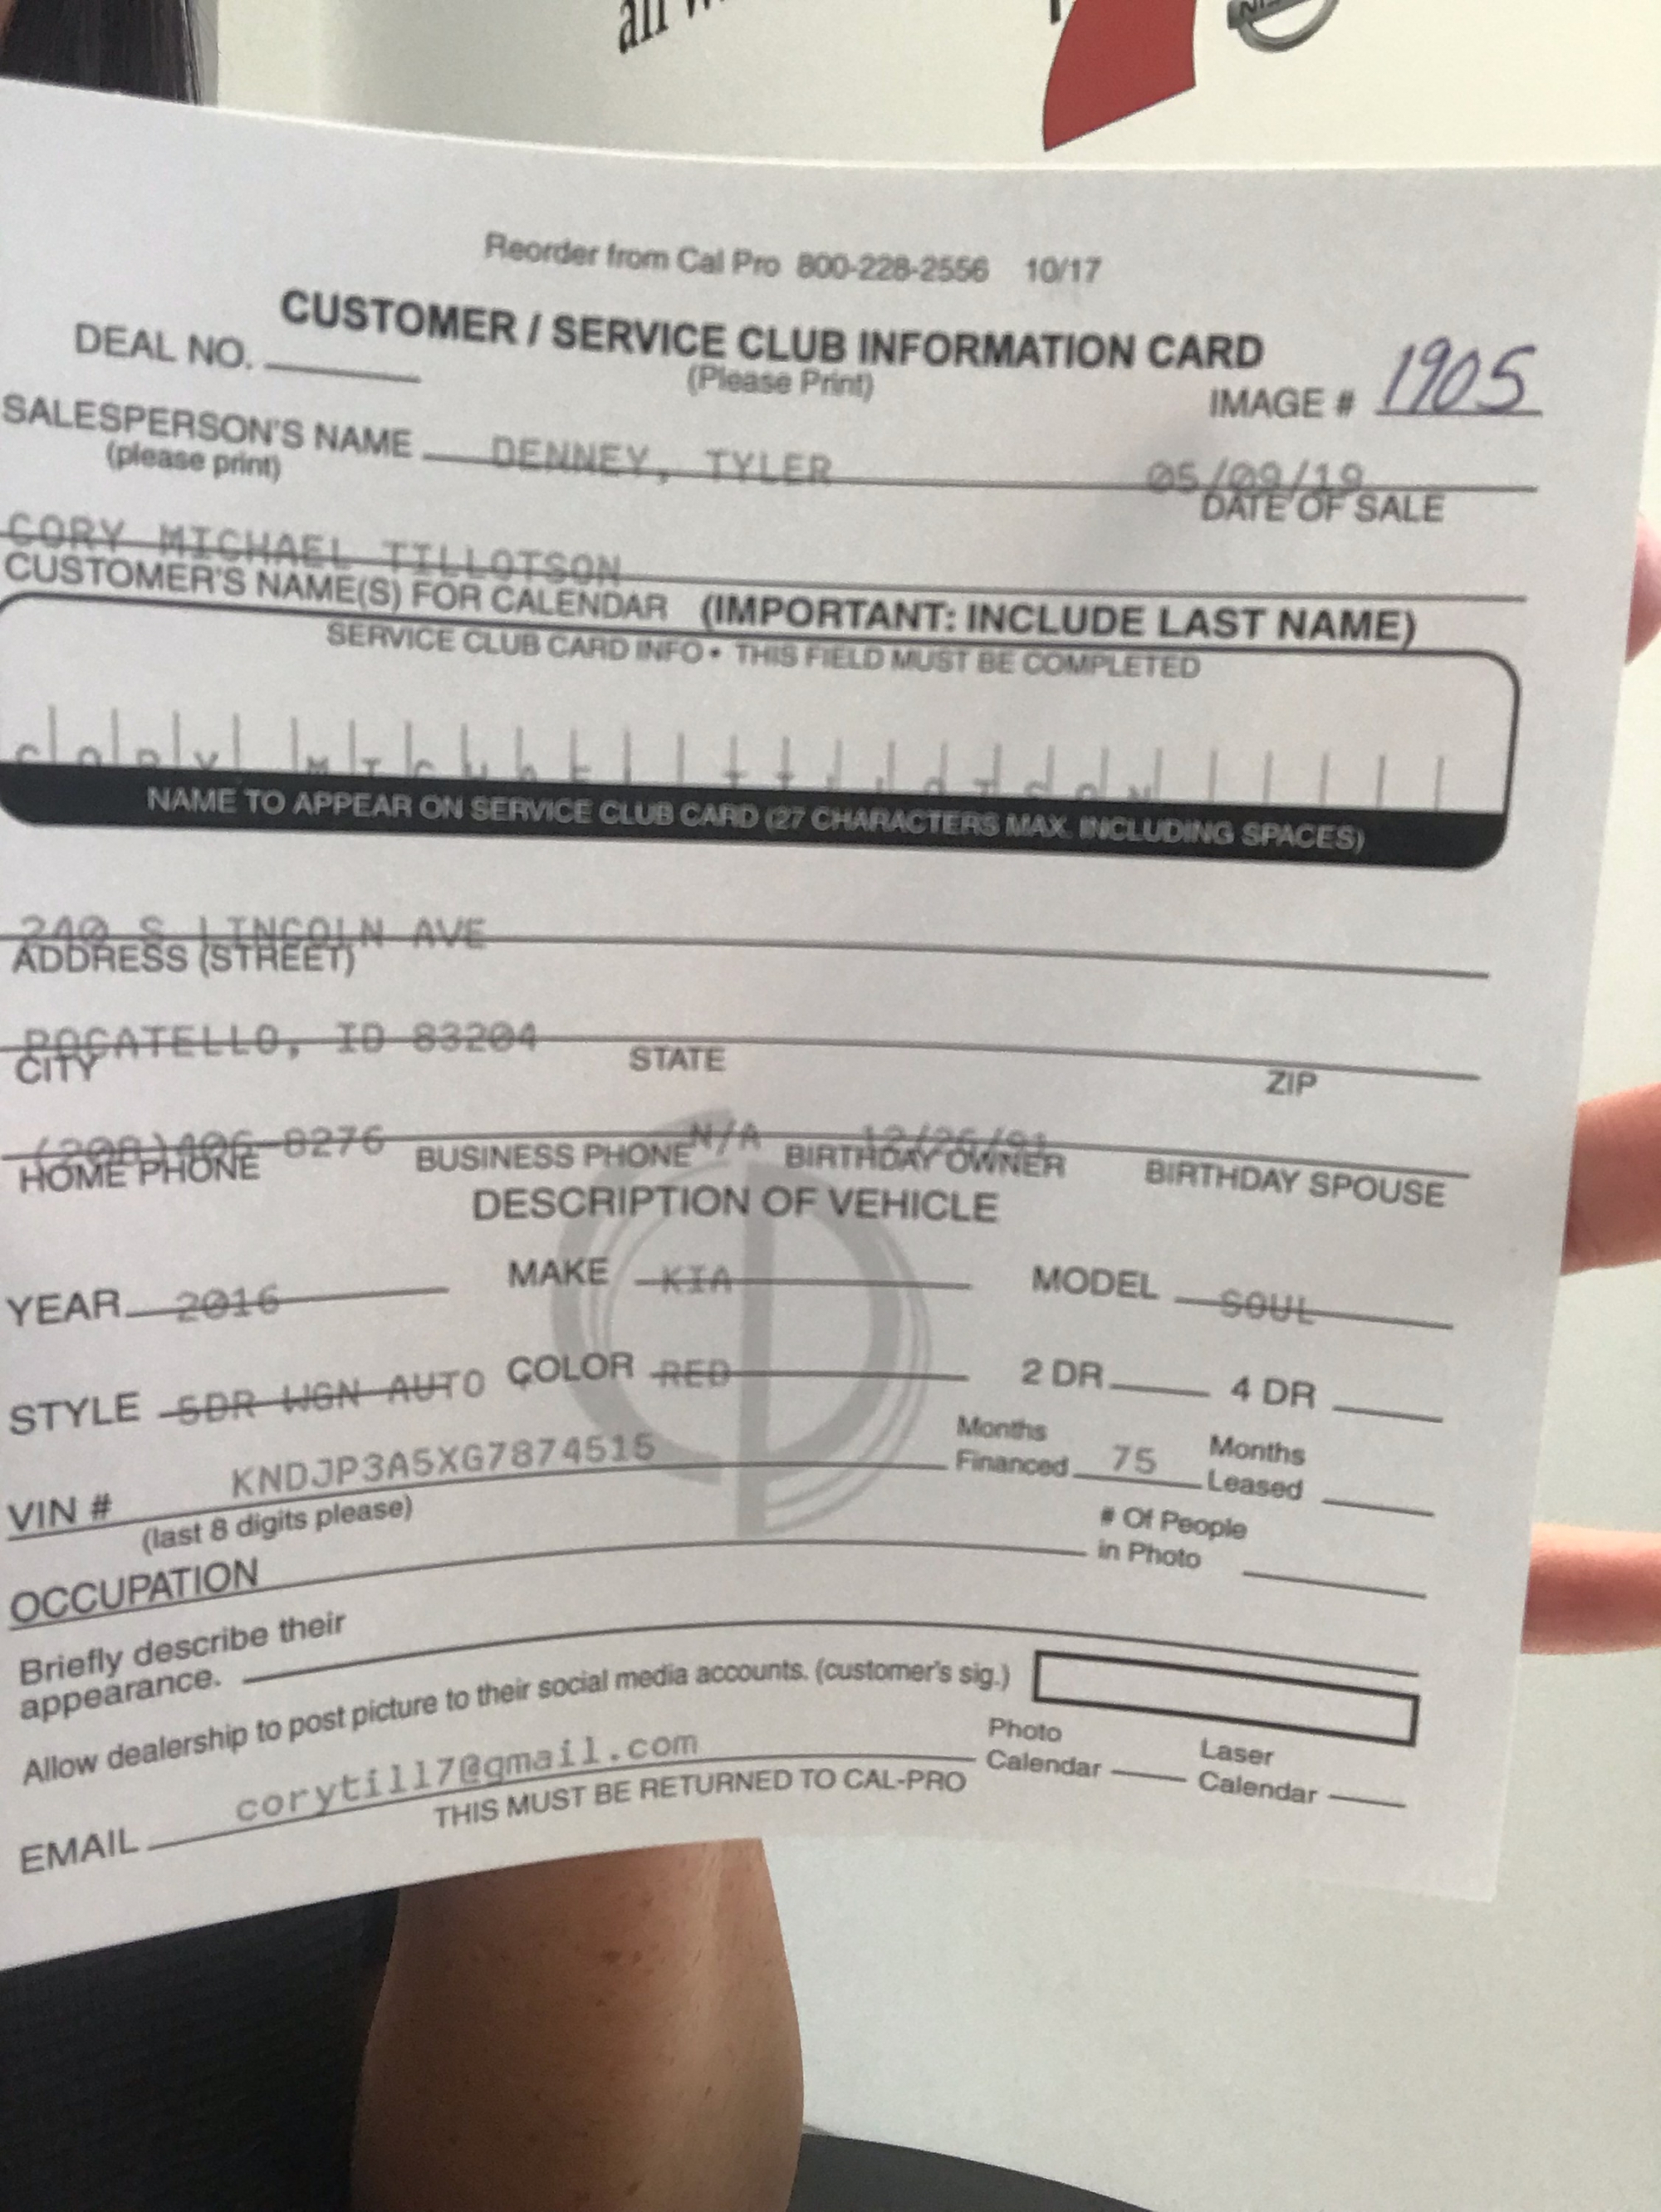 all
Reorder from Cal Pro 800-228-2556 10/17
CUSTOMER / SERVICE CLUB INFORMATION CARD
(Please Print)
DEAL NO.
IMAGE # 1905
SALESPERSON'S NAME DENNEY, TYLER 05/09/19
(please print)
DATE OF SALE
CORY MICHAEL TILLOTSON
CUSTOMER'S NAME(S) FOR CALENDAR (IMPORTANT: INCLUDE LAST NAME)
SERVICE CLUB CARD INFO • THIS FIELD MUST BE COMPLETED
NAME TO APPEAR ON SERVICE CLUB CARD (27 CHARACTERS MAX. INCLUDING SPACES)
240 S LINCOLN AVE
ADDRESS (STREET)
POCATELLO, ID 83204
CITY STATE ZIP
(208)406-8276 N/A 12/26/91
HOME PHONE BUSINESS PHONE BIRTHDAY OWNER BIRTHDAY SPOUSE
DESCRIPTION OF VEHICLE
YEAR 2016 MAKE KIA MODEL SOUL
STYLE 5DR WGN AUTO COLOR RED 2 DR 4 DR
VIN # KNDJP3A5XG7874515 Months Financed 75 Months Leased
(last 8 digits please)
OCCUPATION # Of People in Photo
Briefly describe their
appearance.
Allow dealership to post picture to their social media accounts. (customer's sig.)
EMAIL corytill7@gmail.com Photo Calendar Laser Calendar
THIS MUST BE RETURNED TO CAL-PRO